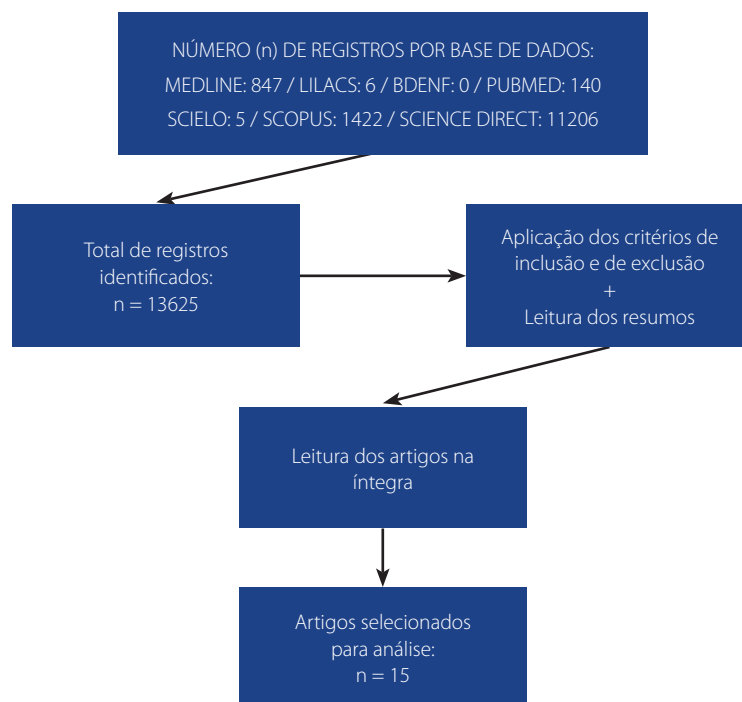 NÚMERO (n) DE REGISTROS POR BASE DE DADOS:
MEDLINE: 847 / LILACS: 6 / BDENF: 0 / PUBMED: 140
SCIELO: 5 / SCOPUS: 1422 / SCIENCE DIRECT: 11206
Total de registros
identificados:
n = 13625
Aplicação dos critérios de
inclusão e de exclusão
+
Leitura dos resumos
Leitura dos artigos na
íntegra
Artigos selecionados
para análise:
n = 15